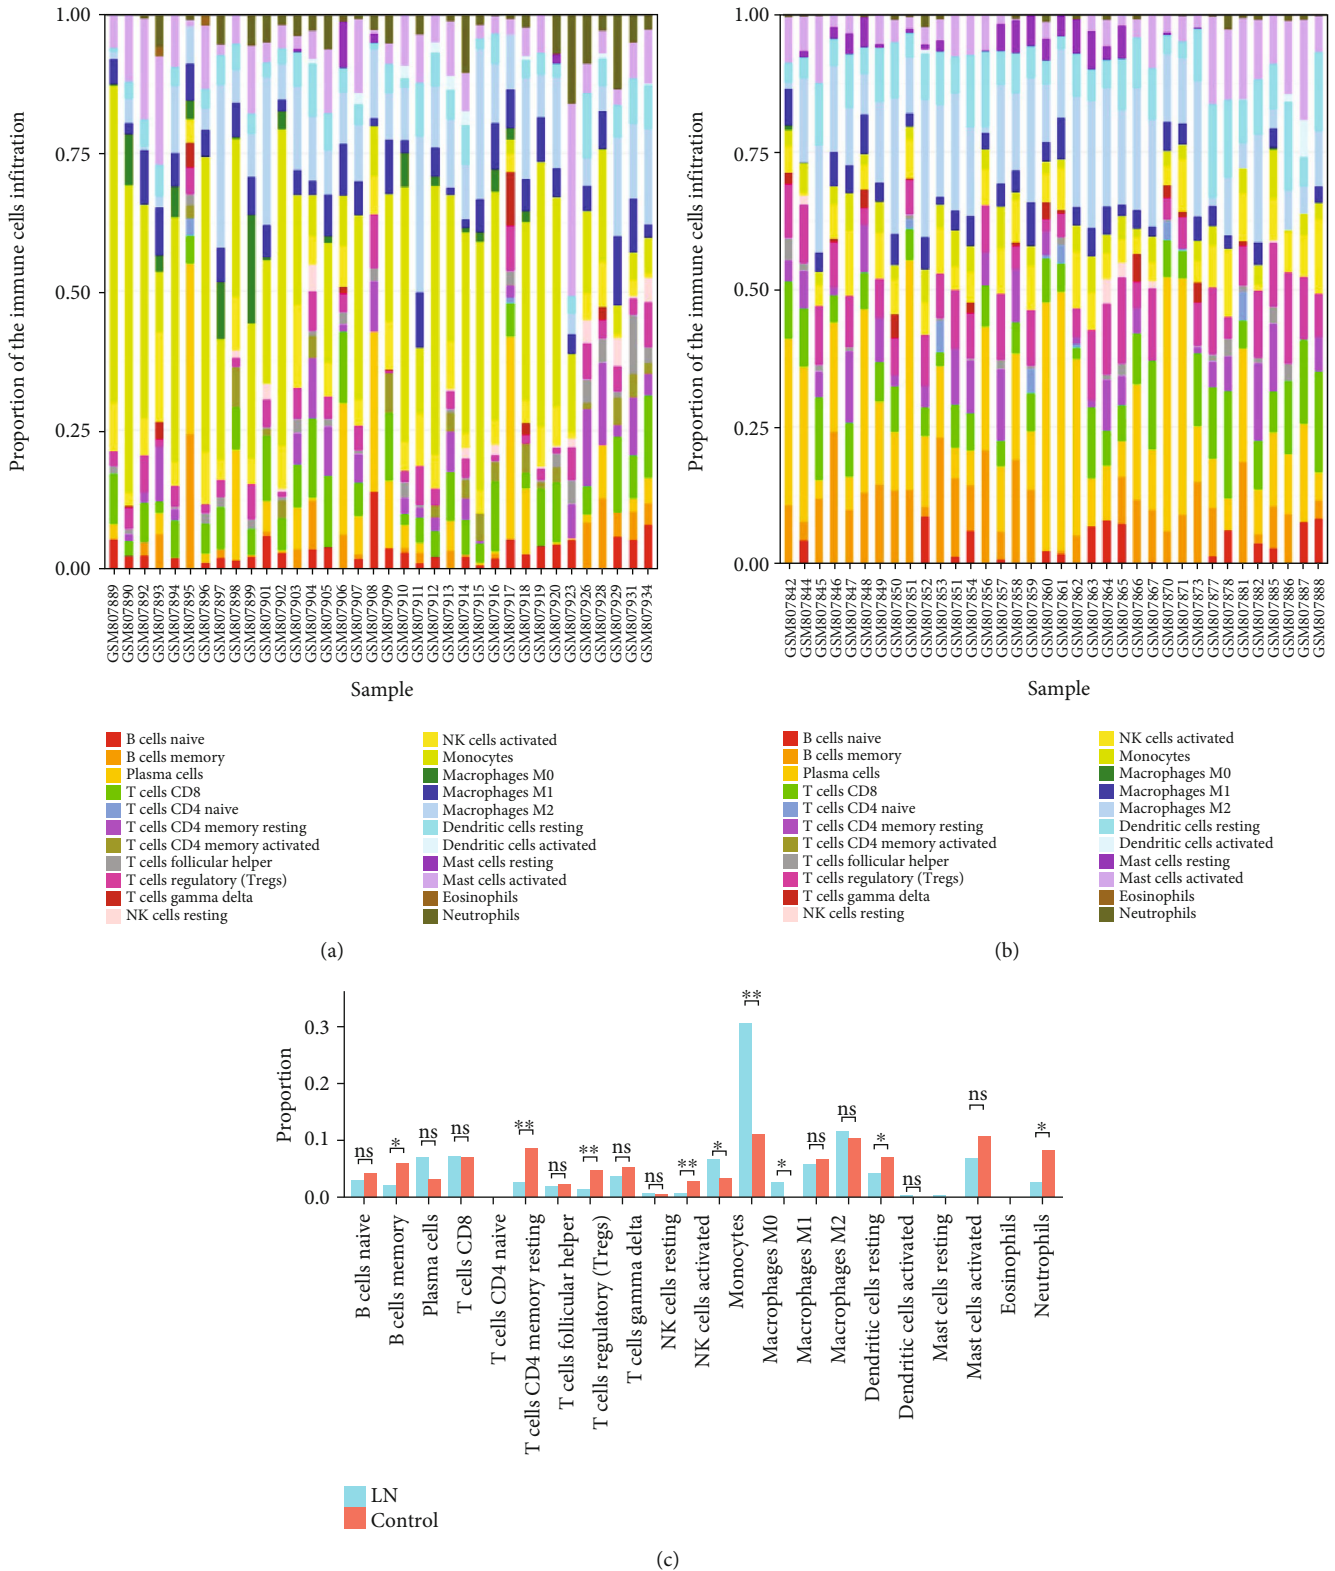 1.00
0.75
0.50
0.25
0.00
Proportion of the immune cells infitration
GSM807889
GSM807890
GSM807892
GSM807893
GSM807894
GSM807895
GSM807896
GSM807897
GSM807898
GSM807899
GSM807901
GSM807902
GSM807903
GSM807904
GSM807905
GSM807906
GSM807907
GSM807908
GSM807909
GSM807910
GSM807911
GSM807912
GSM807913
GSM807914
GSM807915
GSM807916
GSM807917
GSM807918
GSM807919
GSM807920
GSM807923
GSM807926
GSM807928
GSM807929
GSM807931
GSM807934
Sample
B cells naive
B cells memory
Plasma cells
T cells CD8
T cells CD4 naive
T cells CD4 memory resting
T cells CD4 memory activated
T cells follicular helper
T cells regulatory (Tregs)
T cells gamma delta
NK cells resting
NK cells activated
Monocytes
Macrophages M0
Macrophages M1
Macrophages M2
Dendritic cells resting
Dendritic cells activated
Mast cells resting
Mast cells activated
Eosinophils
Neutrophils
(a)
1.00
0.75
0.50
0.25
0.00
Proportion of the immune cells infitration
GSM807842
GSM807844
GSM807845
GSM807846
GSM807847
GSM807848
GSM807849
GSM807850
GSM807851
GSM807852
GSM807853
GSM807851
GSM807854
GSM807856
GSM807857
GSM807858
GSM807859
GSM807860
GSM807861
GSM807862
GSM807863
GSM807864
GSM807865
GSM807866
GSM807867
GSM807870
GSM807871
GSM807873
GSM807877
GSM807878
GSM807881
GSM807882
GSM807885
GSM807886
GSM807887
GSM807888
Sample
B cells naive
B cells memory
Plasma cells
T cells CD8
T cells CD4 naive
T cells CD4 memory resting
T cells CD4 memory activated
T cells follicular helper
T cells regulatory (Tregs)
T cells gamma delta
NK cells resting
NK cells activated
Monocytes
Macrophages M0
Macrophages M1
Macrophages M2
Dendritic cells resting
Dendritic cells activated
Mast cells resting
Mast cells activated
Eosinophils
Neutrophils
(b)
0.3
0.2
0.1
0.0
Proportion
ns
*
ns
ns
**
ns
**
ns
ns
**
*
**
*
ns
ns
*
ns
ns
*
B cells naive
B cells memory
Plasma cells
T cells CD8
T cells CD4 naive
T cells CD4 memory resting
T cells follicular helper
T cells regulatory (Tregs)
T cells gamma delta
NK cells resting
NK cells activated
Monocytes
Macrophages M0
Macrophages M1
Macrophages M2
Dendritic cells resting
Dendritic cells activated
Mast cells resting
Mast cells activated
Eosinophils
Neutrophils
LN
Control
(c)